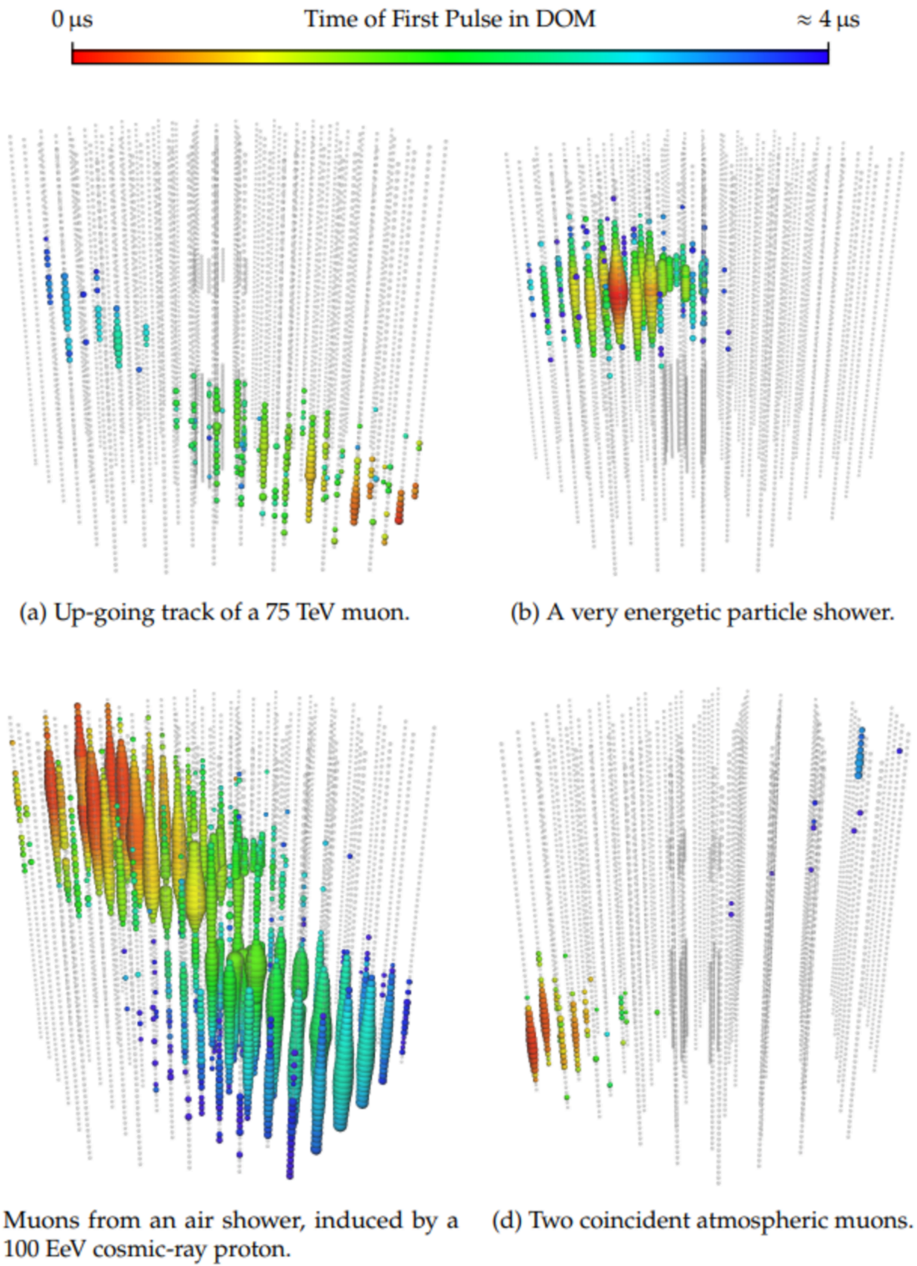 0 µs Time of First Pulse in DOM ≈ 4 µs
(a) Up-going track of a 75 TeV muon.
(b) A very energetic particle shower.
Muons from an air shower, induced by a
100 EeV cosmic-ray proton.
(d) Two coincident atmospheric muons.